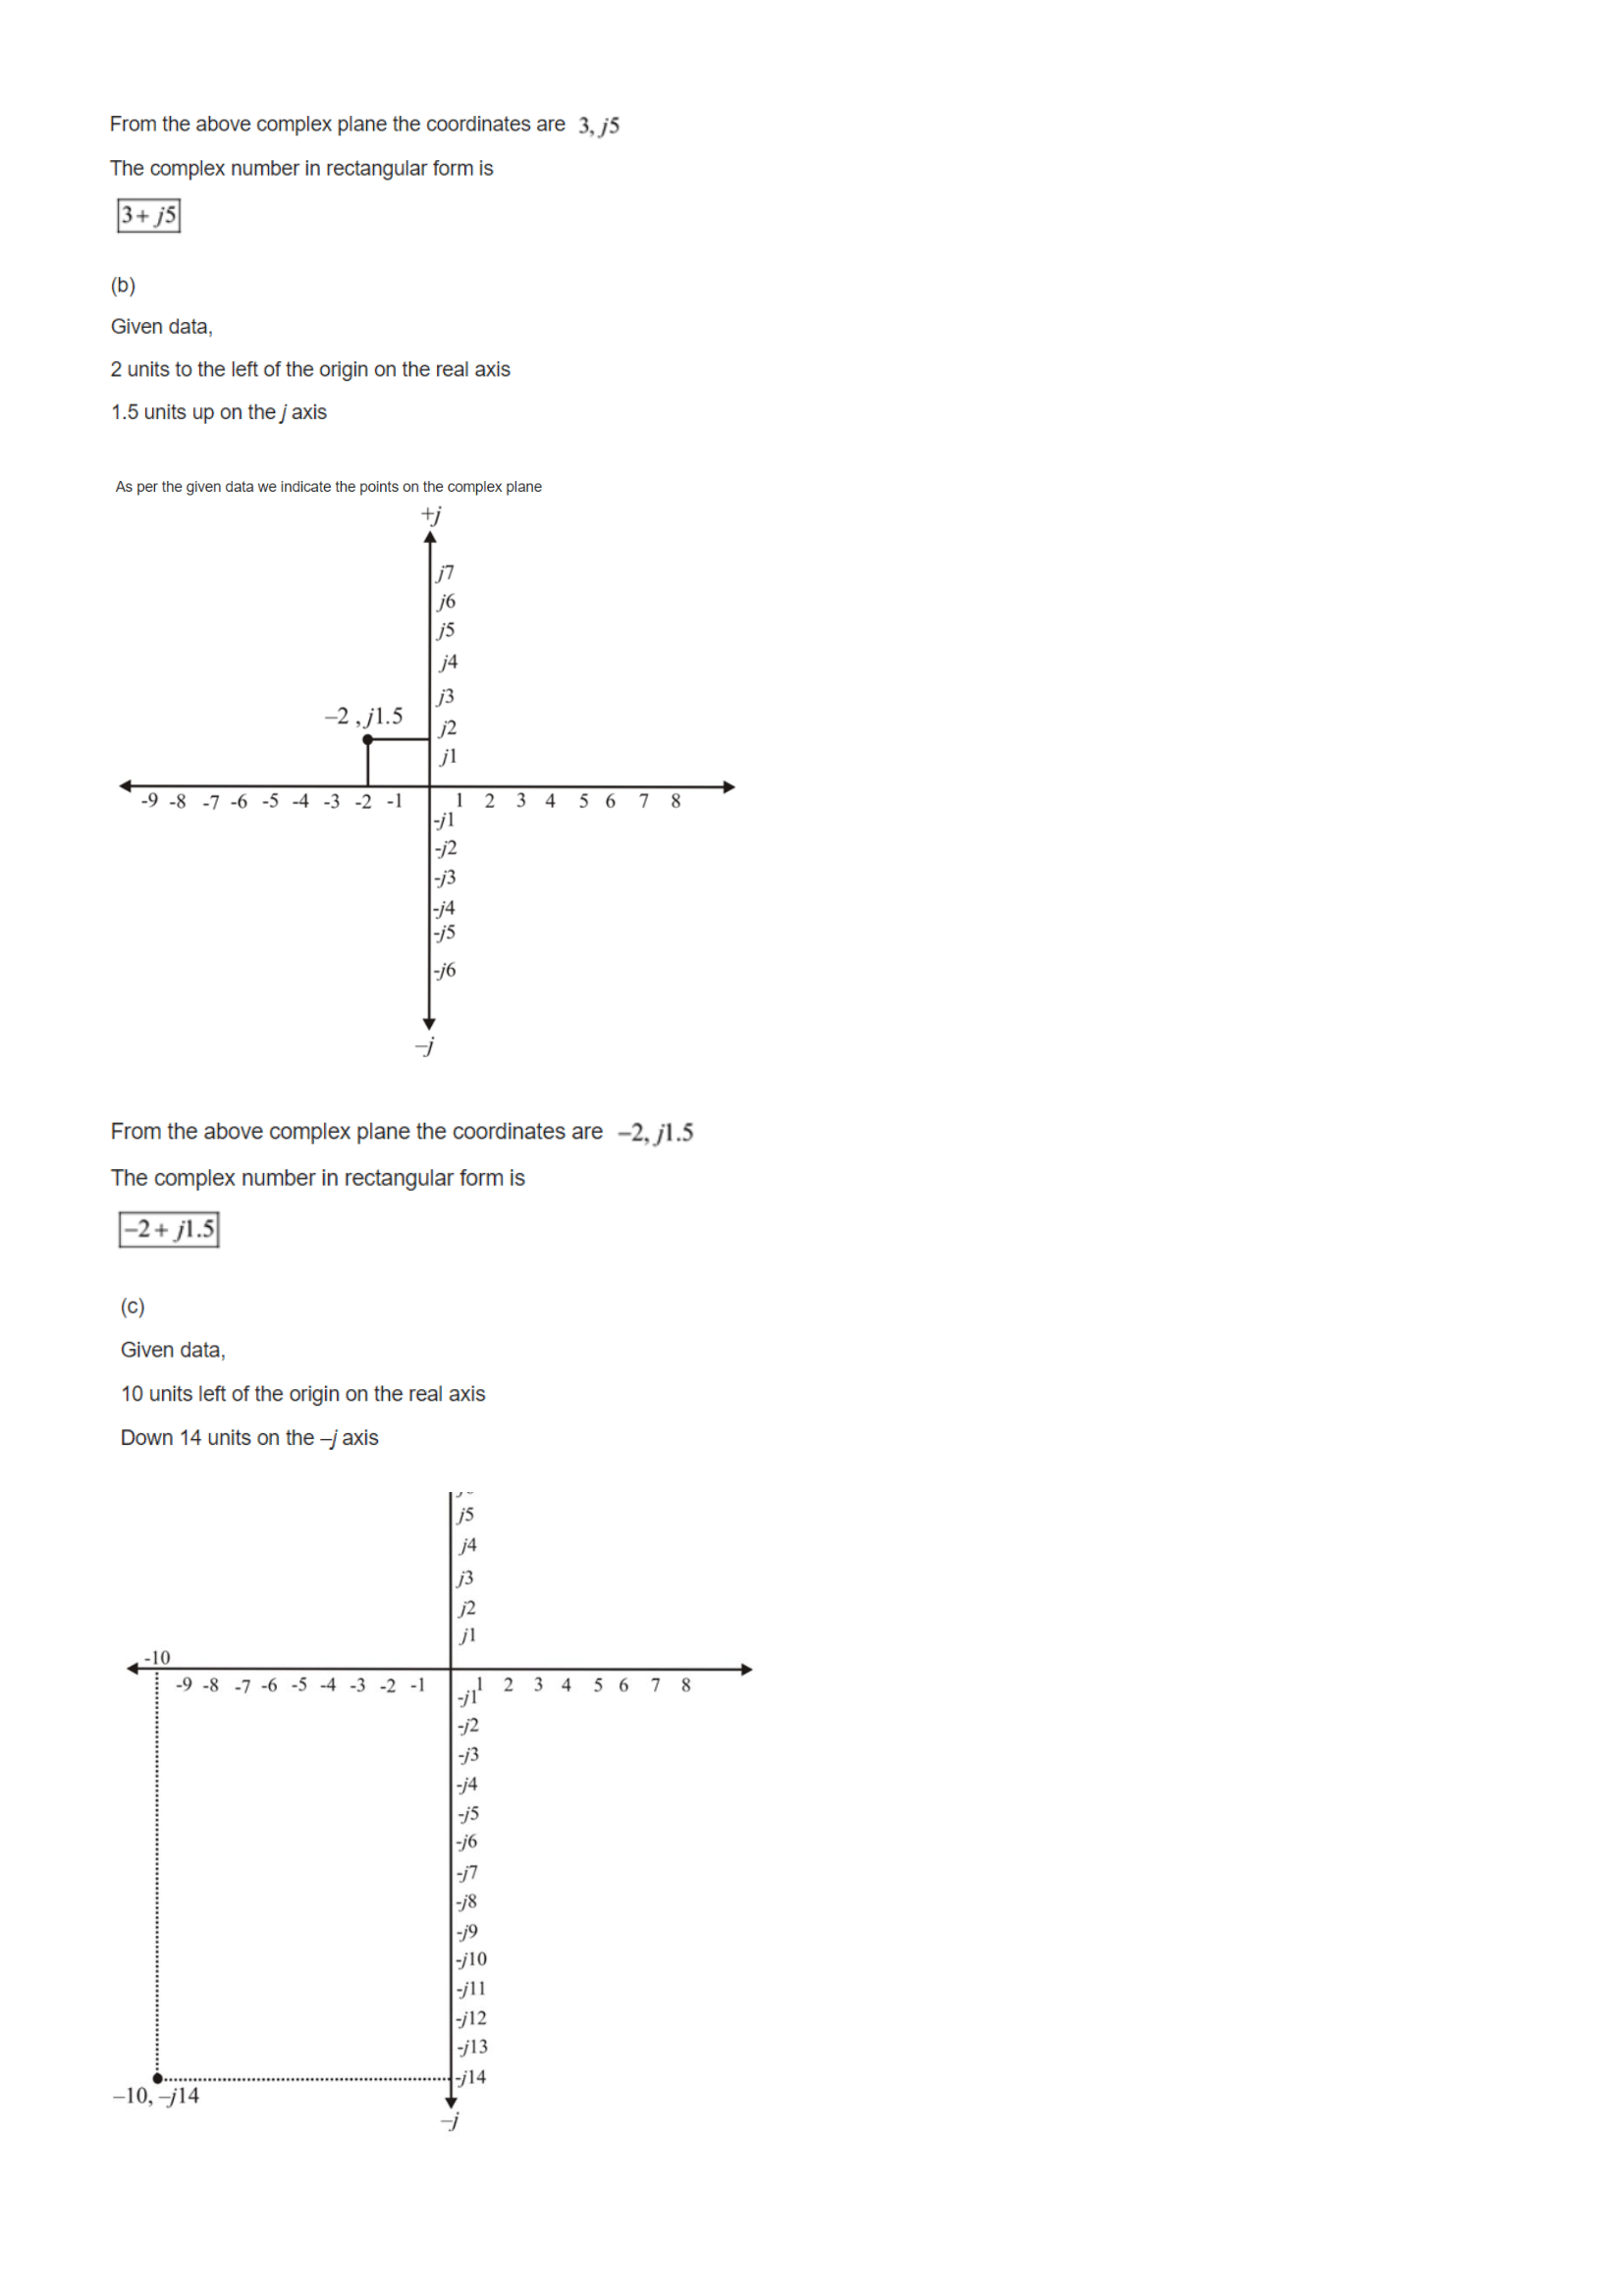 From the above complex plane the coordinates are 3, j5
The complex number in rectangular form is
3 + j5
(b)
Given data,
2 units to the left of the origin on the real axis
1.5 units up on the j axis
As per the given data we indicate the points on the complex plane
+j
j7
j6
j5
j4
j3
–2 , j1.5
j2
j1
-9 -8 -7 -6 -5 -4 -3 -2 -1 1 2 3 4 5 6 7 8
-j1
-j2
-j3
-j4
-j5
-j6
–j
From the above complex plane the coordinates are –2, j1.5
The complex number in rectangular form is
–2 + j1.5
(c)
Given data,
10 units left of the origin on the real axis
Down 14 units on the –j axis
j5
j4
j3
j2
j1
-10
-9 -8 -7 -6 -5 -4 -3 -2 -1 1 2 3 4 5 6 7 8
-j1
-j2
-j3
-j4
-j5
-j6
-j7
-j8
-j9
-j10
-j11
-j12
-j13
-j14
–10, –j14
–j